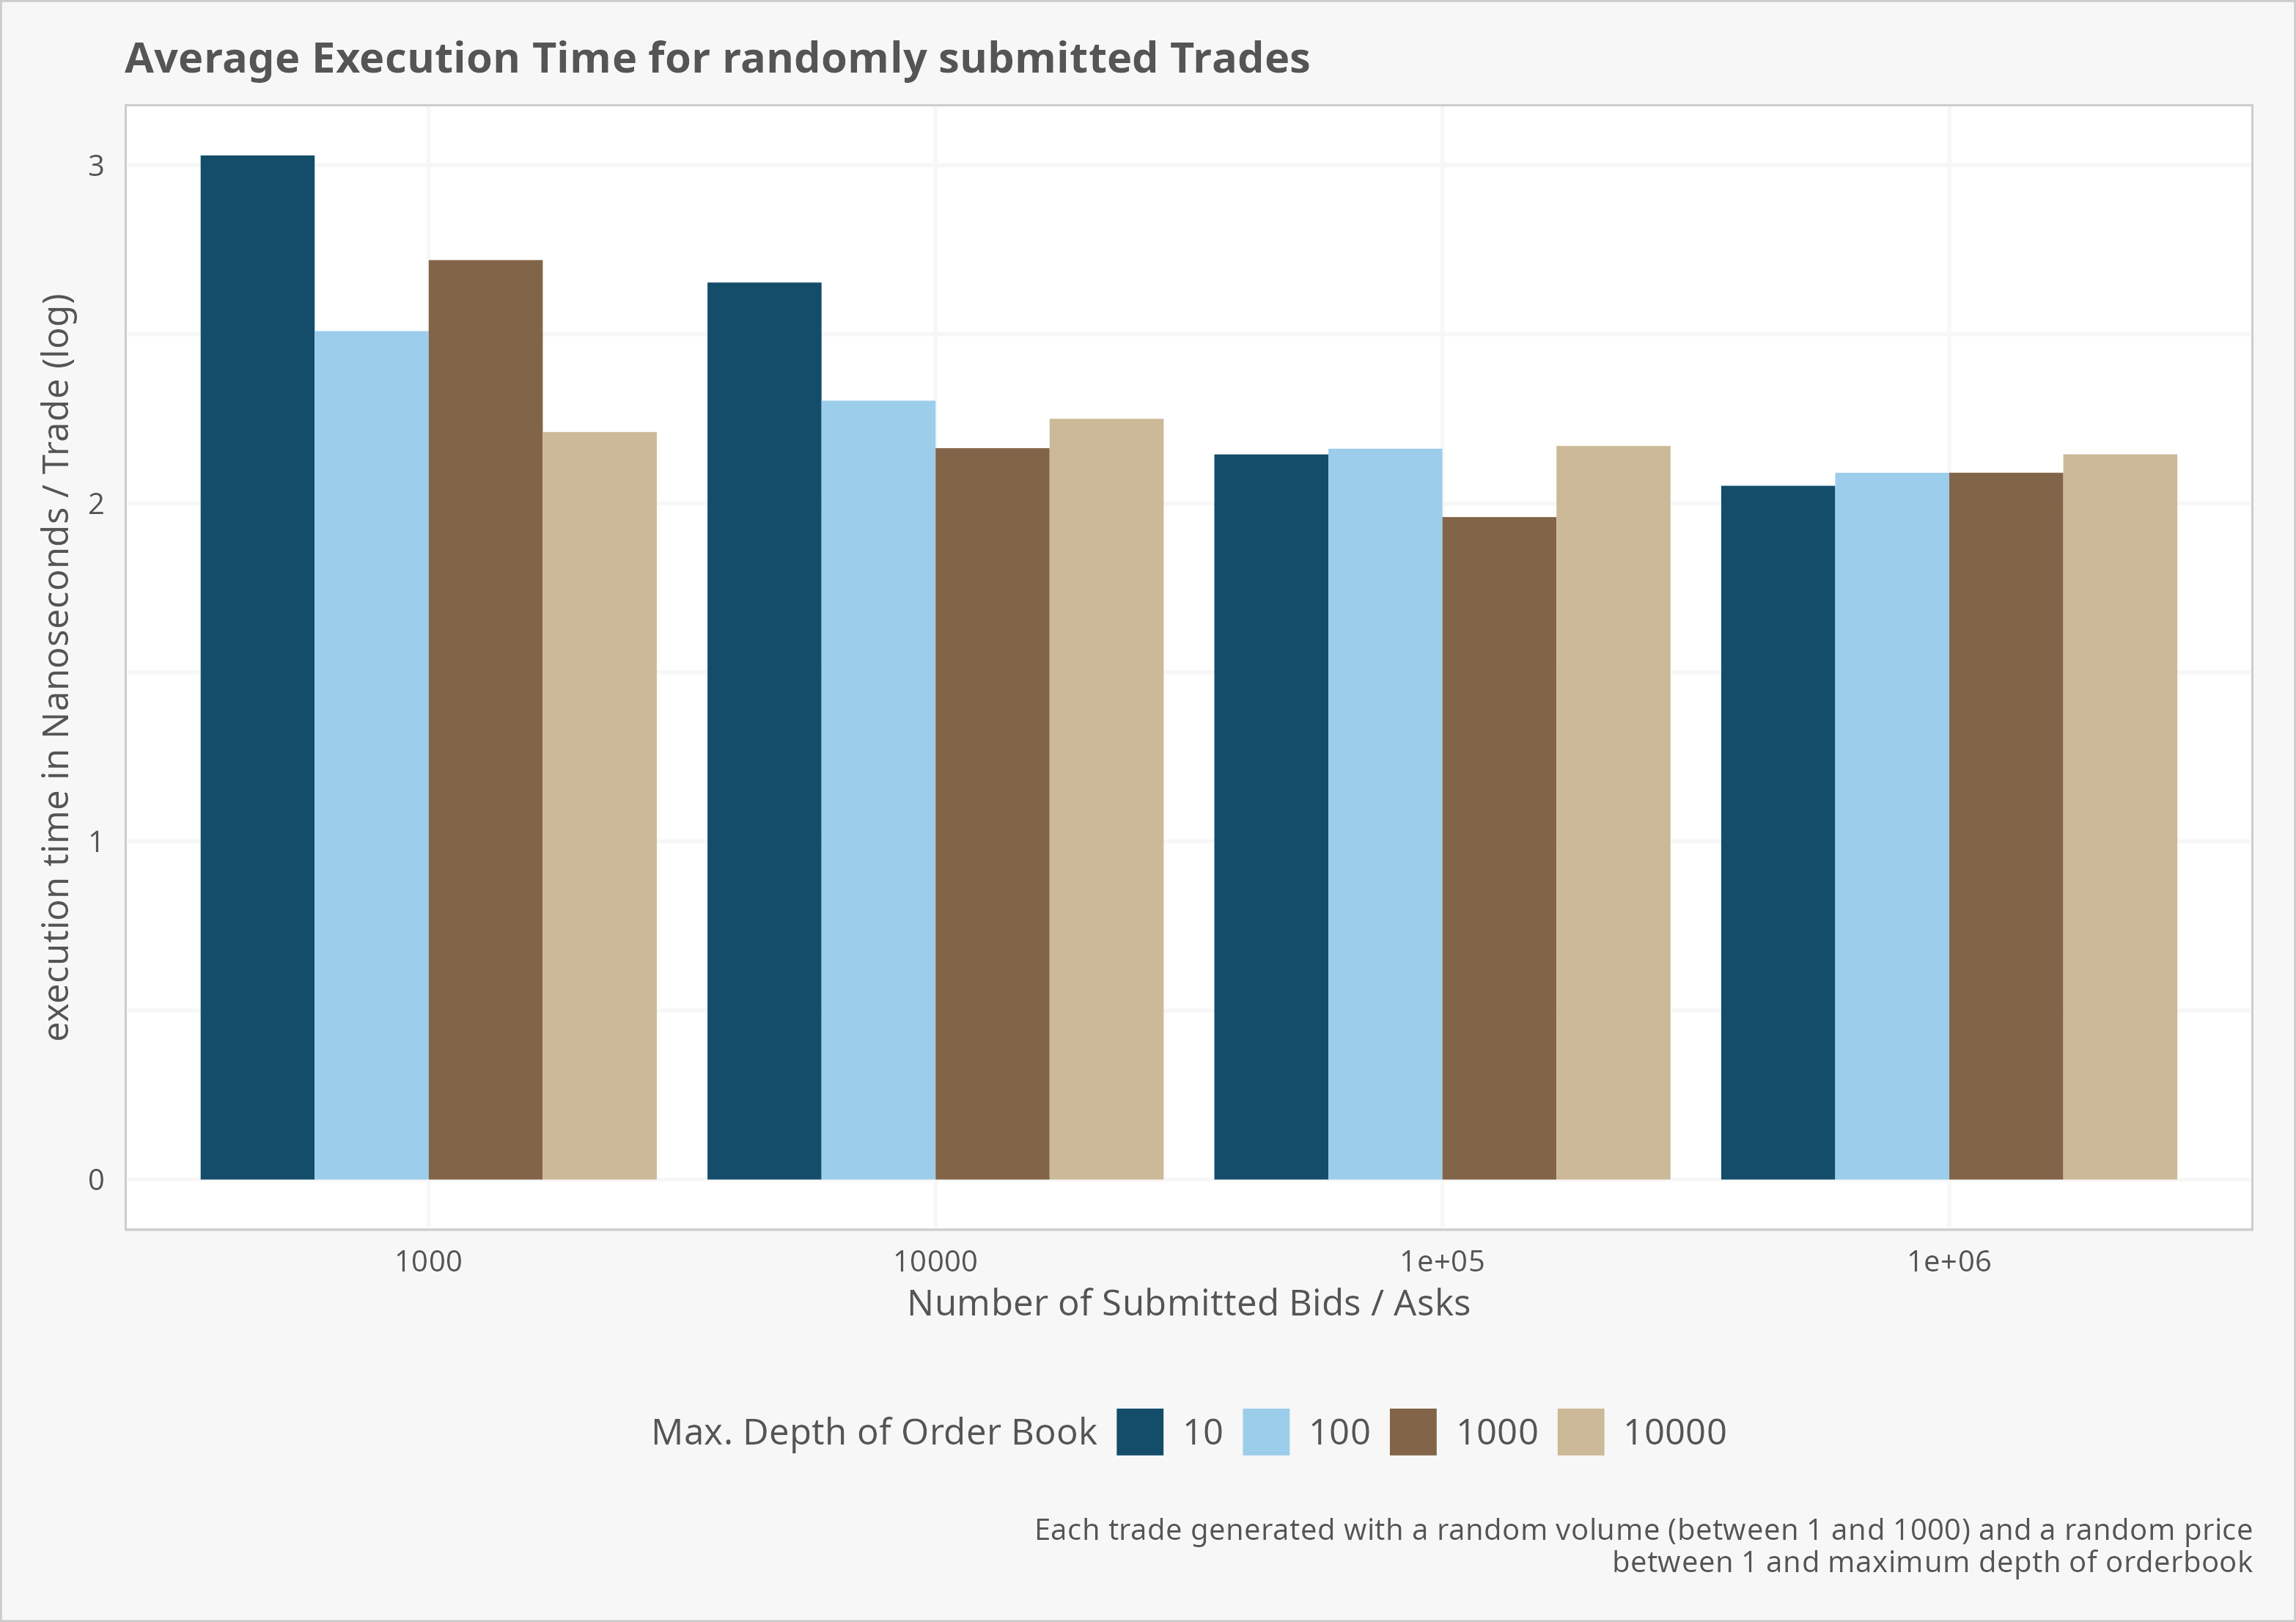 Average Execution Time for randomly submitted Trades
execution time in Nanoseconds / Trade (log)
3
2
1
0
1000 10000 1e+05 1e+06
Number of Submitted Bids / Asks
Max. Depth of Order Book 10 100 1000 10000
Each trade generated with a random volume (between 1 and 1000) and a random price
between 1 and maximum depth of orderbook